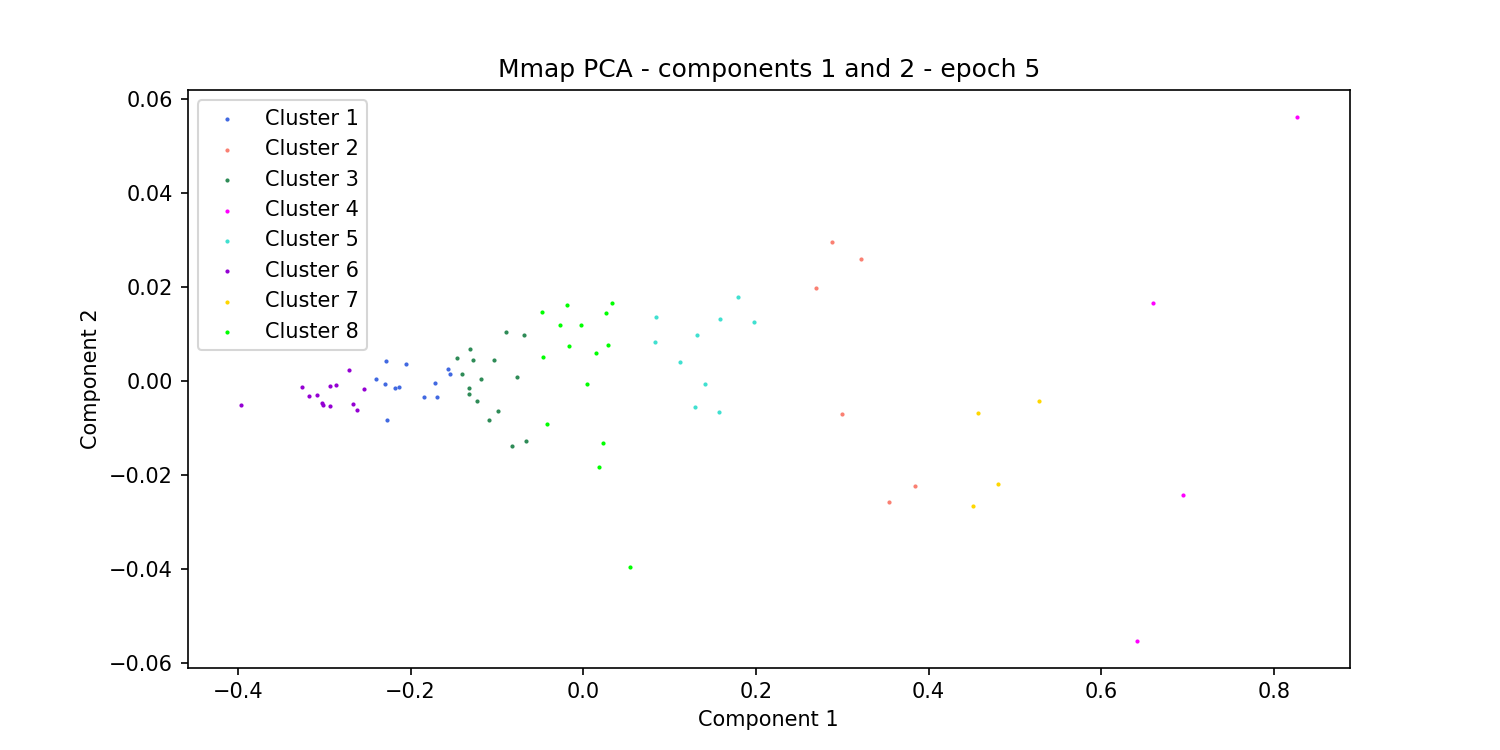 Mmap PCA - components 1 and 2 - epoch 5
0.06
0.04
0.02
0.00
−0.02
−0.04
−0.06
Component 2
Cluster 1
Cluster 2
Cluster 3
Cluster 4
Cluster 5
Cluster 6
Cluster 7
Cluster 8
−0.4
−0.2
0.0
0.2
0.4
0.6
0.8
Component 1